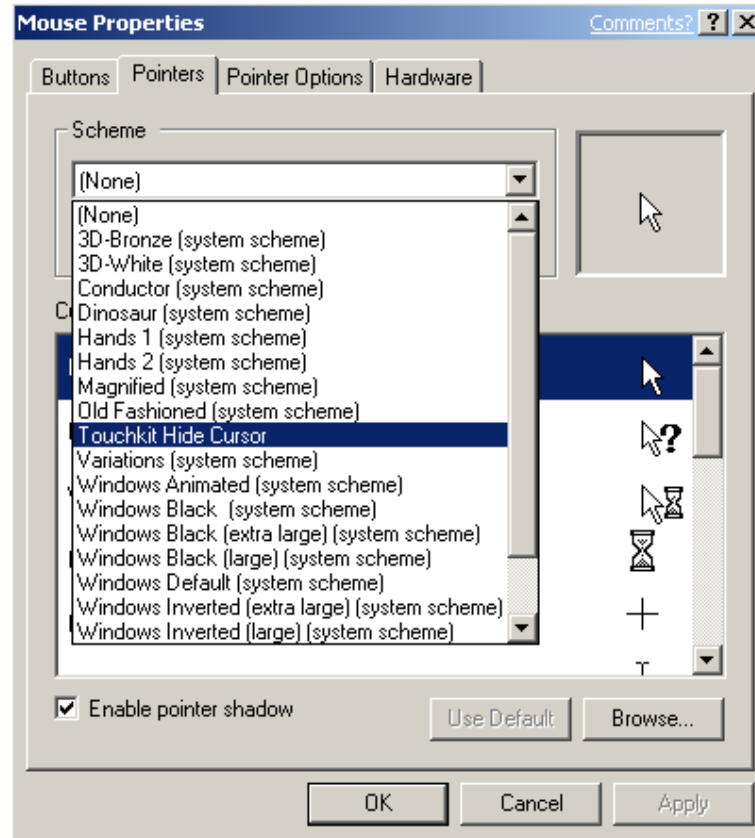 Mouse Properties Comments? ? X
Buttons Pointers Pointer Options Hardware
Scheme
(None)
(None)
3D-Bronze (system scheme)
3D-White (system scheme)
Conductor (system scheme)
Dinosaur (system scheme)
Hands 1 (system scheme)
Hands 2 (system scheme)
Magnified (system scheme)
Old Fashioned (system scheme)
Touchkit Hide Cursor
Variations (system scheme)
Windows Animated (system scheme)
Windows Black  (system scheme)
Windows Black (extra large) (system scheme)
Windows Black (large) (system scheme)
Windows Default (system scheme)
Windows Inverted (extra large) (system scheme)
Windows Inverted (large) (system scheme)
Enable pointer shadow
Use Default Browse...
OK Cancel Apply